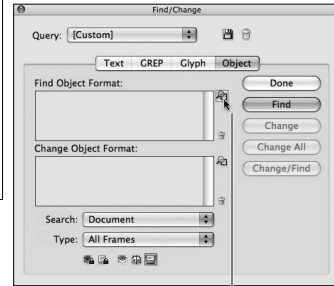 Find/Change
Query: [Custom]
Text GREP Glyph Object
Find Object Format:
Done
Find
Change
Change Object Format:
Change All
Change/Find
Search: Document
Type: All Frames